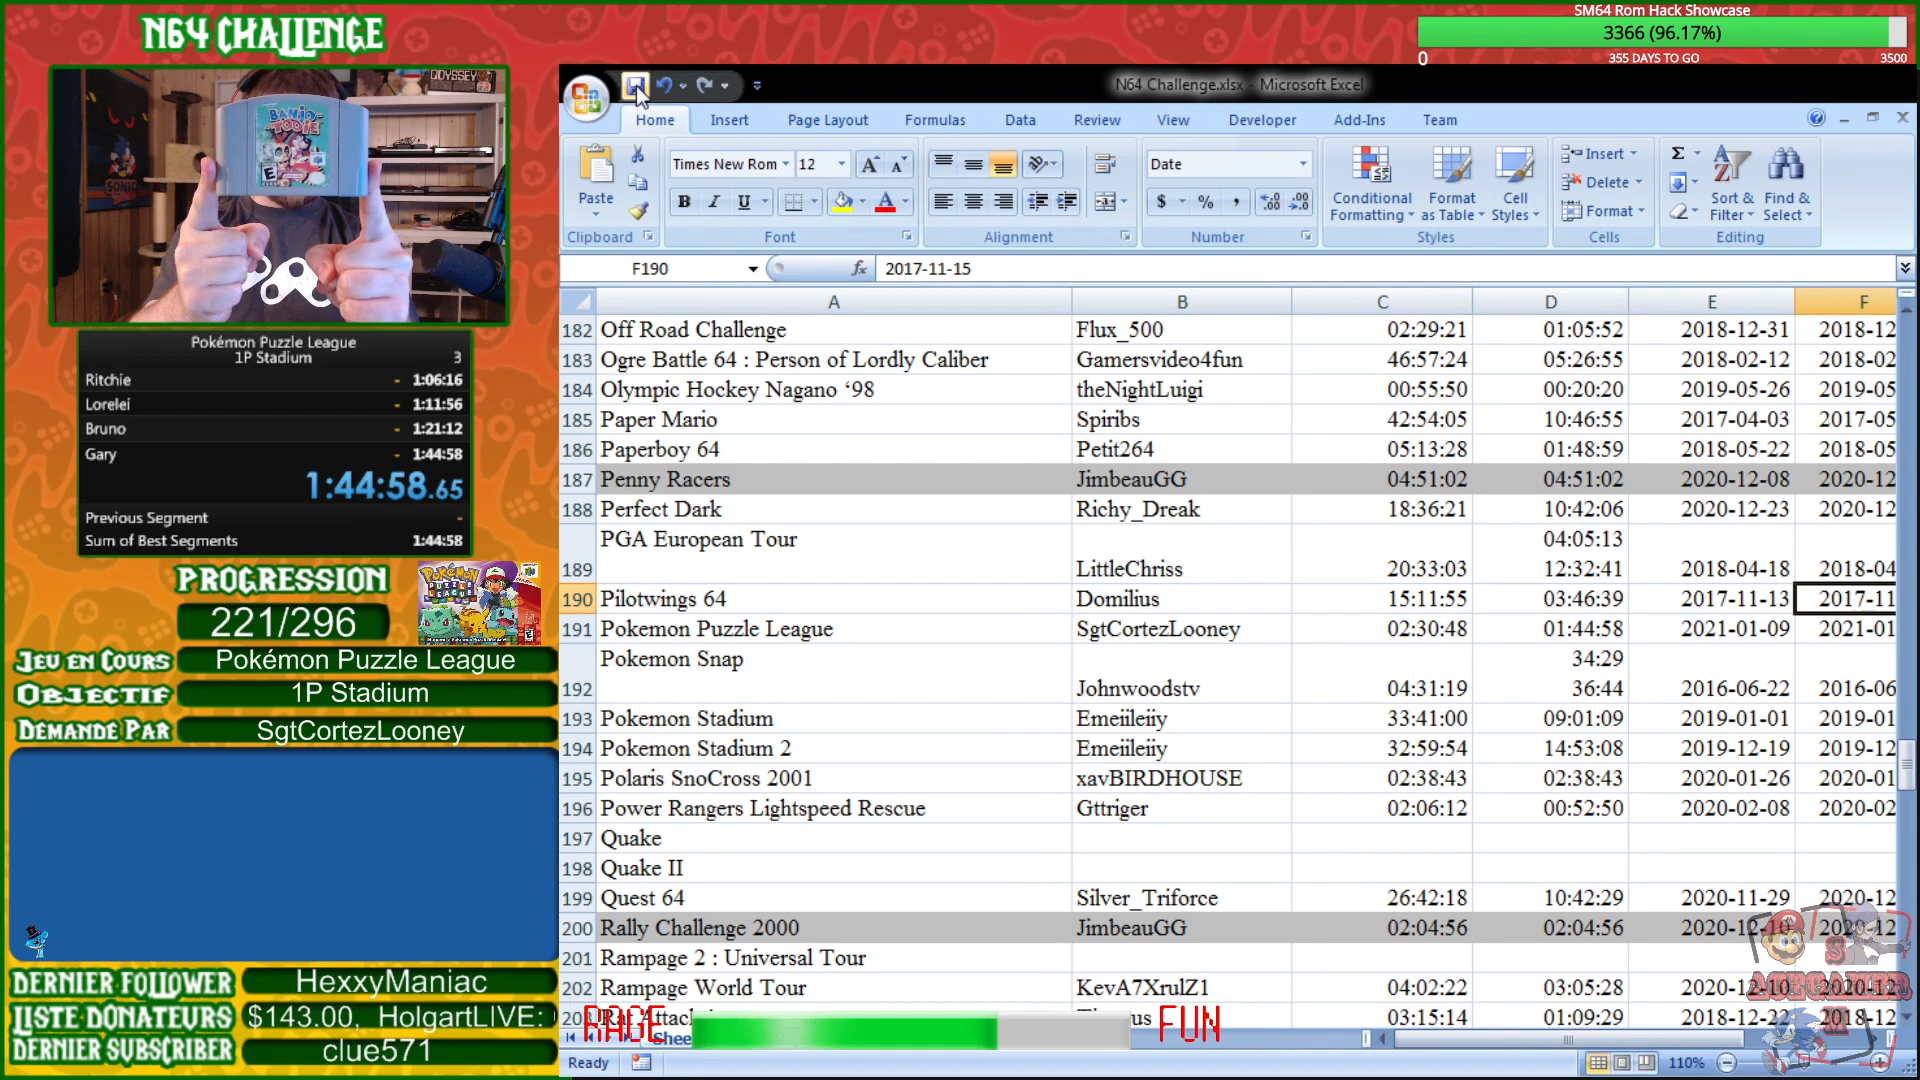 N64 CHALLENGE
SM64 Rom Hack Showcase
3366 (96.17%)
0 355 DAYS TO GO 3500
ODYSSEY
BANJO-TOOIE
SONIC
Pokémon Puzzle League
1P Stadium 3
Ritchie - 1:06:16
Lorelei - 1:11:56
Bruno - 1:21:12
Gary - 1:44:58
1:44:58.65
Previous Segment -
Sum of Best Segments 1:44:58
PROGRESSION
221/296
JEU EN COURS Pokémon Puzzle League
OBJECTIF 1P Stadium
DEMANDÉ PAR SgtCortezLooney
DERNIER FOLLOWER HexxyManiac
LISTE DONATEURS $143.00, HolgartLIVE:
DERNIER SUBSCRIBER clue571
N64 Challenge.xlsx - Microsoft Excel
Home Insert Page Layout Formulas Data Review View Developer Add-Ins Team
Paste
Clipboard
Times New Rom 12
B I U
Font
Alignment
Date
$ % ,
Number
Conditional Formatting
Format as Table
Cell Styles
Styles
Insert
Delete
Format
Cells
Sort & Filter
Find & Select
Editing
F190 fx 2017-11-15
A B C D E F
182 Off Road Challenge Flux_500 02:29:21 01:05:52 2018-12-31 2018-12
183 Ogre Battle 64 : Person of Lordly Caliber Gamersvideo4fun 46:57:24 05:26:55 2018-02-12 2018-02
184 Olympic Hockey Nagano ‘98 theNightLuigi 00:55:50 00:20:20 2019-05-26 2019-05
185 Paper Mario Spiribs 42:54:05 10:46:55 2017-04-03 2017-05
186 Paperboy 64 Petit264 05:13:28 01:48:59 2018-05-22 2018-05
187 Penny Racers JimbeauGG 04:51:02 04:51:02 2020-12-08 2020-12
188 Perfect Dark Richy_Dreak 18:36:21 10:42:06 2020-12-23 2020-12
PGA European Tour 04:05:13
189 LittleChriss 20:33:03 12:32:41 2018-04-18 2018-04
190 Pilotwings 64 Domilius 15:11:55 03:46:39 2017-11-13 2017-11
191 Pokemon Puzzle League SgtCortezLooney 02:30:48 01:44:58 2021-01-09 2021-01
Pokemon Snap 34:29
192 Johnwoodstv 04:31:19 36:44 2016-06-22 2016-06
193 Pokemon Stadium Emeiileiiy 33:41:00 09:01:09 2019-01-01 2019-01
194 Pokemon Stadium 2 Emeiileiiy 32:59:54 14:53:08 2019-12-19 2019-12
195 Polaris SnoCross 2001 xavBIRDHOUSE 02:38:43 02:38:43 2020-01-26 2020-01
196 Power Rangers Lightspeed Rescue Gttriger 02:06:12 00:52:50 2020-02-08 2020-02
197 Quake
198 Quake II
199 Quest 64 Silver_Triforce 26:42:18 10:42:29 2020-11-29 2020-12
200 Rally Challenge 2000 JimbeauGG 02:04:56 02:04:56 2020-12-10 2020-12
201 Rampage 2 : Universal Tour
202 Rampage World Tour KevA7XrulZ1 04:02:22 03:05:28 2020-12-10 2020-12
203 Rat Attack 03:15:14 01:09:29 2018-12-22 2018-12
RAGE FUN
Ready 110%